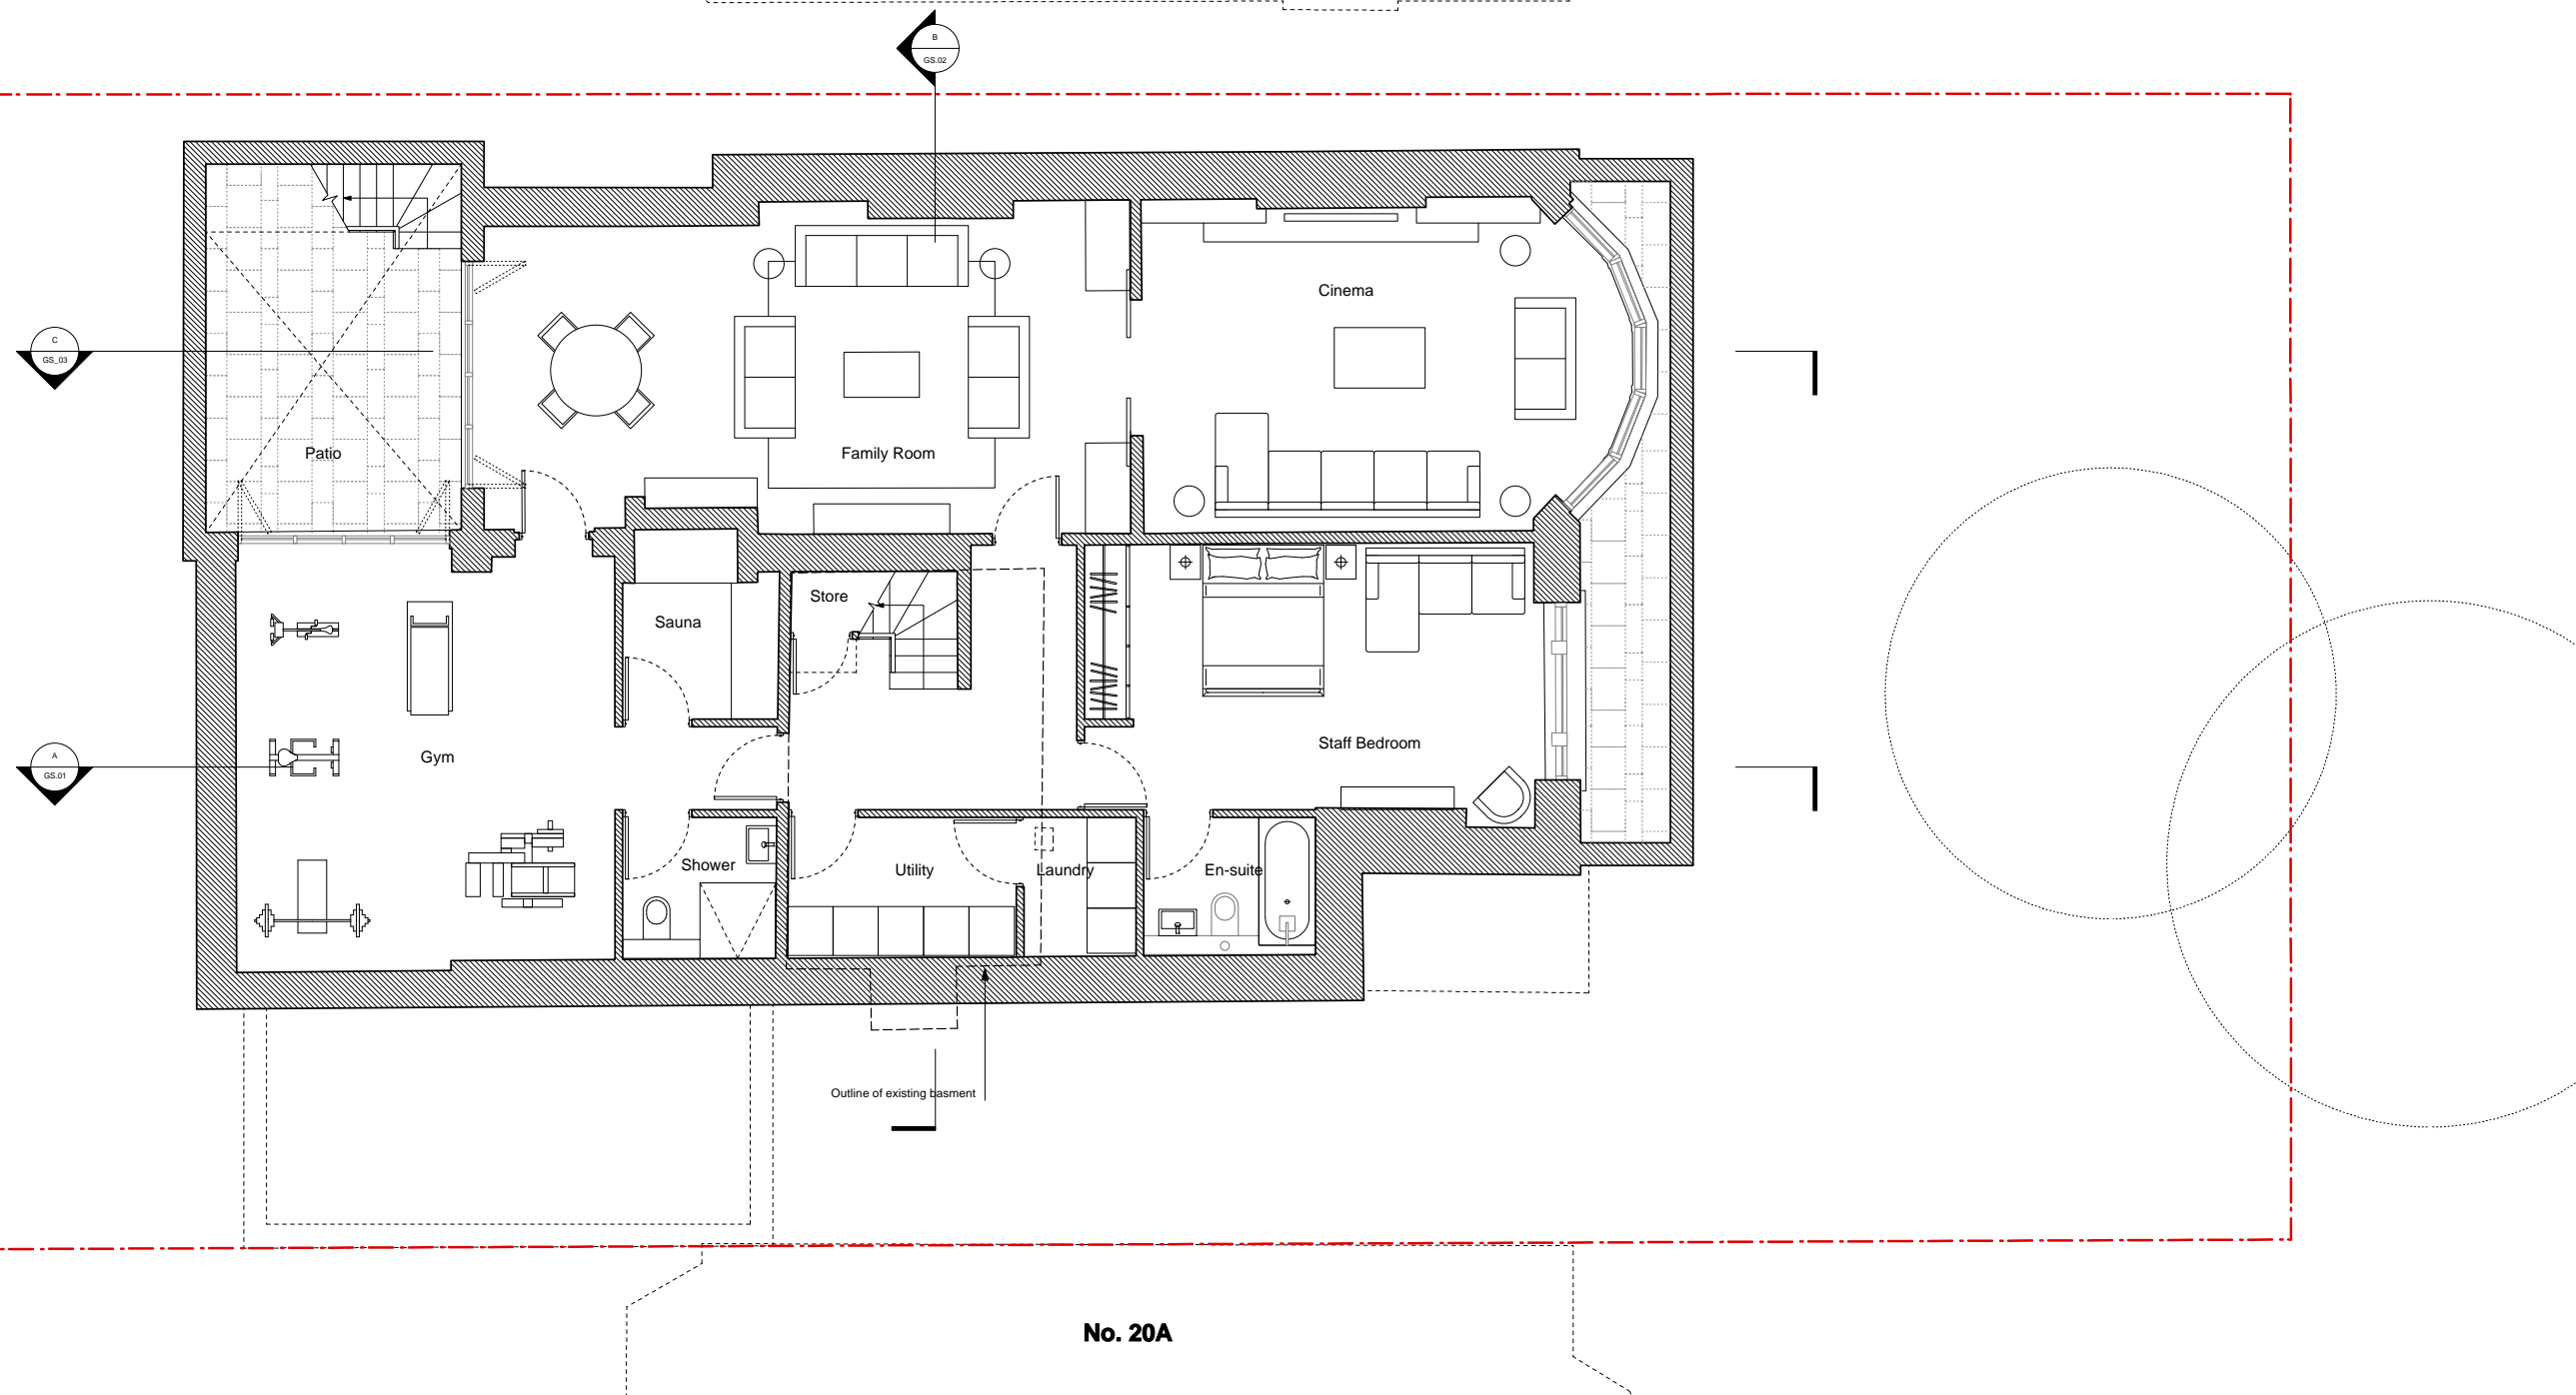 B
GS.02
Cinema
C
GS_03
Patio
Family Room
Store
Sauna
Staff Bedroom
A
GS.01
Gym
Shower
Utility
Laundry
En-suite
Outline of existing basment
No. 20A